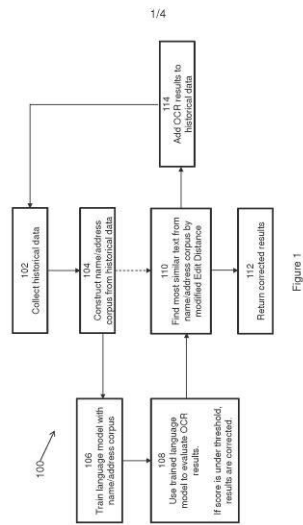 1/4
100
102
Collect historical data
104
Construct name/address
corpus from historical data
106
Train language model with
name/address corpus
108
Use trained language
model to evaluate OCR
results.
If score is under threshold,
results are corrected.
110
Find most similar text from
name/address corpus by
modified Edit Distance
112
Return corrected results
114
Add OCR results to
historical data
Figure 1